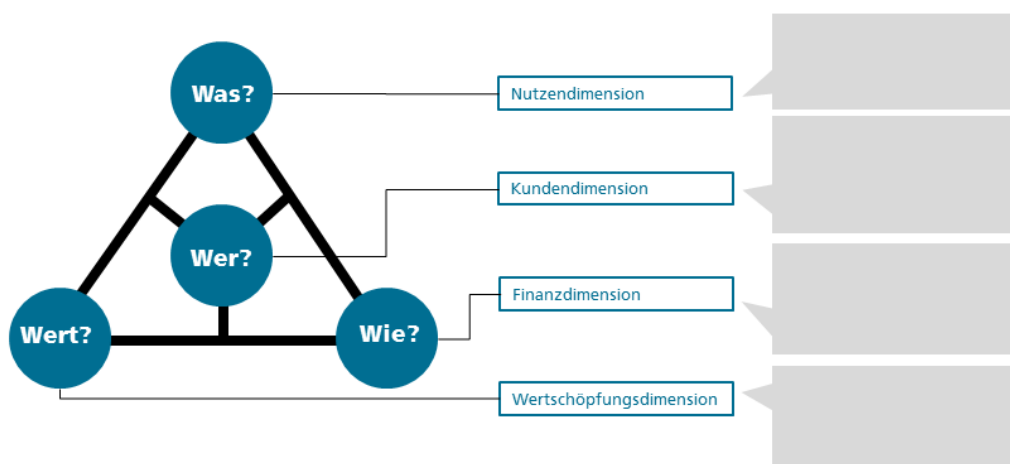 Was?
Nutzendimension
Kundendimension
Wer?
Finanzdimension
Wert?
Wie?
Wertschöpfungsdimension